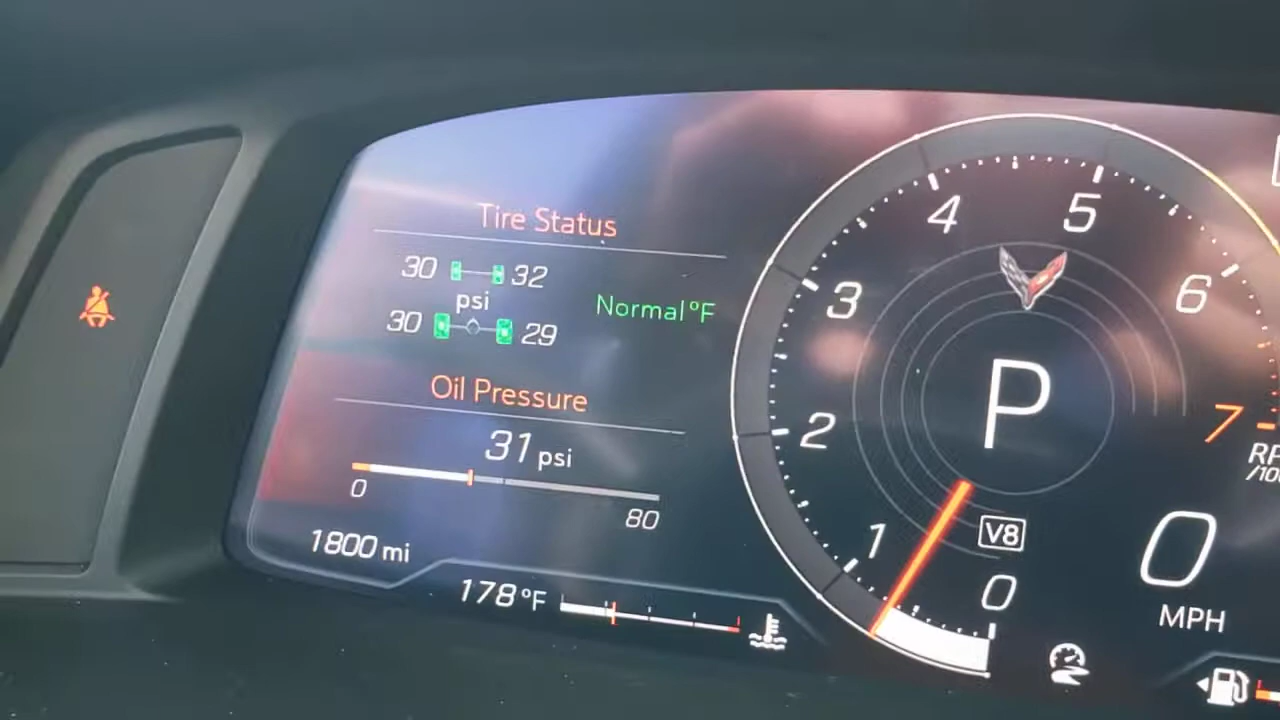 Tire Status
30 32
psi
Normal°F
30 29
Oil Pressure
31 psi
0 80
1800 mi
178°F
0
1
2
3
4
5
6
7
P
V8
0
MPH